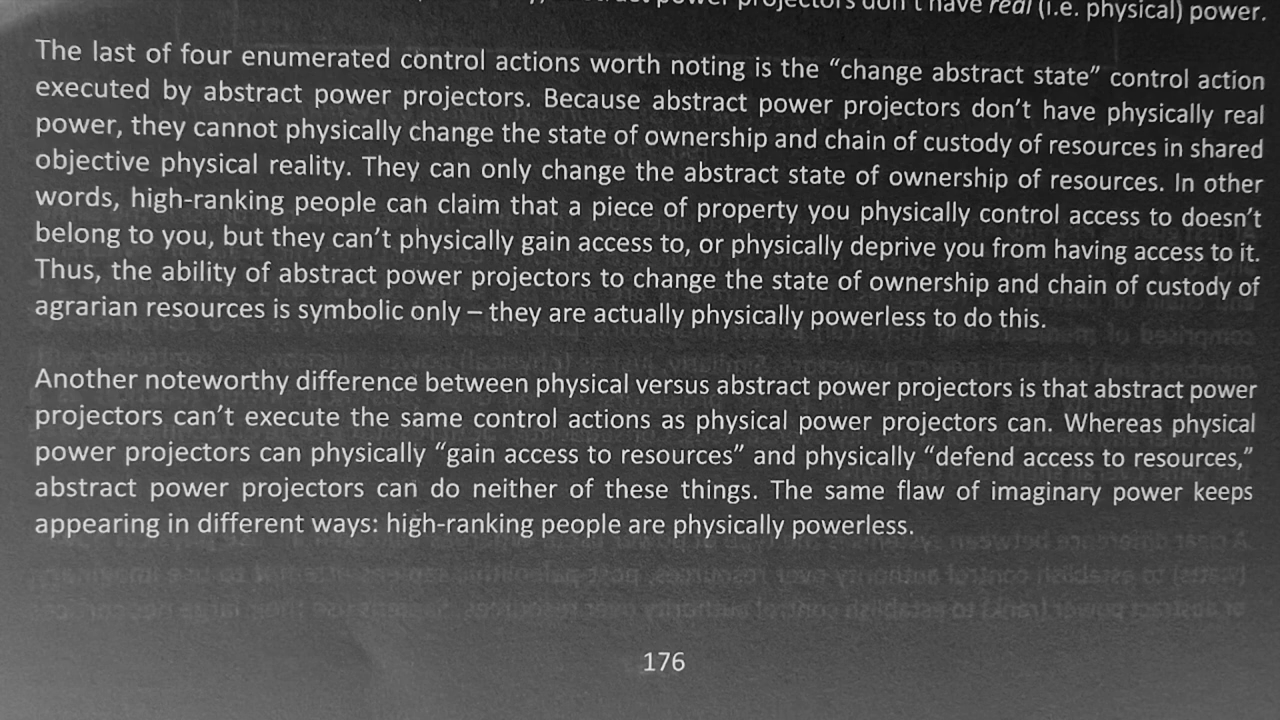 power projectors don't have real (i.e. physical) power.
The last of four enumerated control actions worth noting is the “change abstract state” control action
executed by abstract power projectors. Because abstract power projectors don’t have physically real
power, they cannot physically change the state of ownership and chain of custody of resources in shared
objective physical reality. They can only change the abstract state of ownership of resources. In other
words, high-ranking people can claim that a piece of property you physically control access to doesn’t
belong to you, but they can’t physically gain access to, or physically deprive you from having access to it.
Thus, the ability of abstract power projectors to change the state of ownership and chain of custody of
agrarian resources is symbolic only – they are actually physically powerless to do this.
Another noteworthy difference between physical versus abstract power projectors is that abstract power
projectors can’t execute the same control actions as physical power projectors can. Whereas physical
power projectors can physically “gain access to resources” and physically “defend access to resources,”
abstract power projectors can do neither of these things. The same flaw of imaginary power keeps
appearing in different ways: high-ranking people are physically powerless.
176